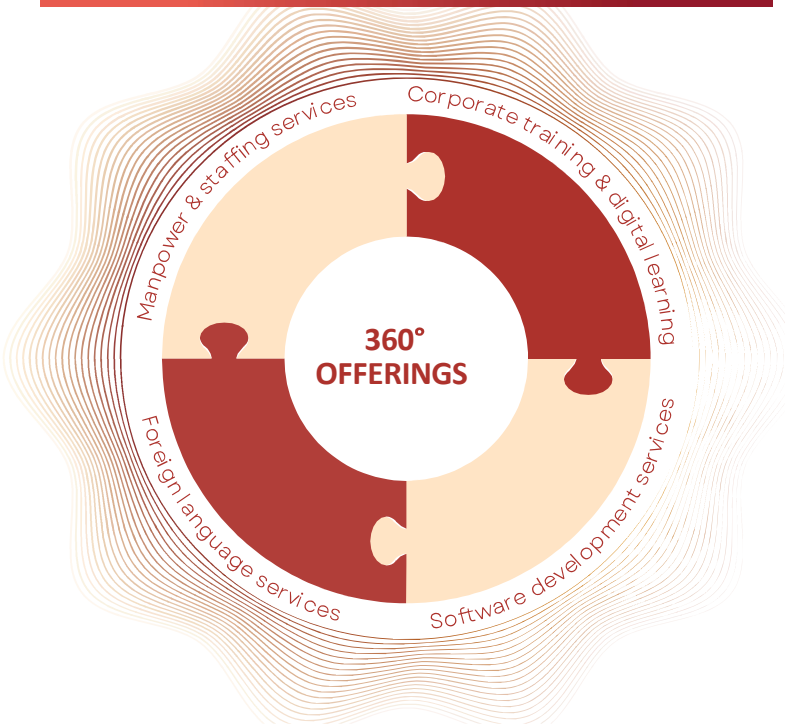 Manpower & staffing services
Corporate training & digital learning
360°
OFFERINGS
Foreign language services
Software development services